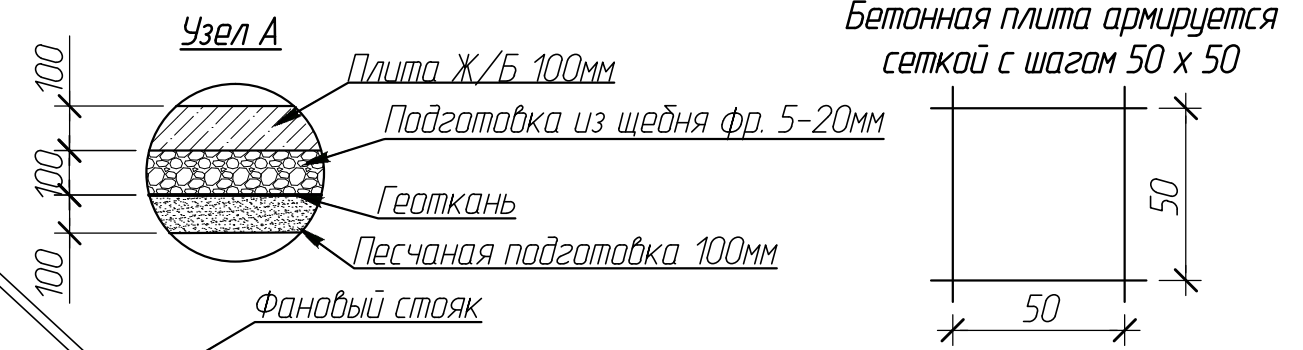 Узел А
Бетонная плита армируется
сеткой с шагом 50 х 50
100
Плита Ж/Б 100мм
Подготовка из щебня фр. 5-20мм
100
Геоткань
50
Песчаная подготовка 100мм
100
Фановый стояк
50